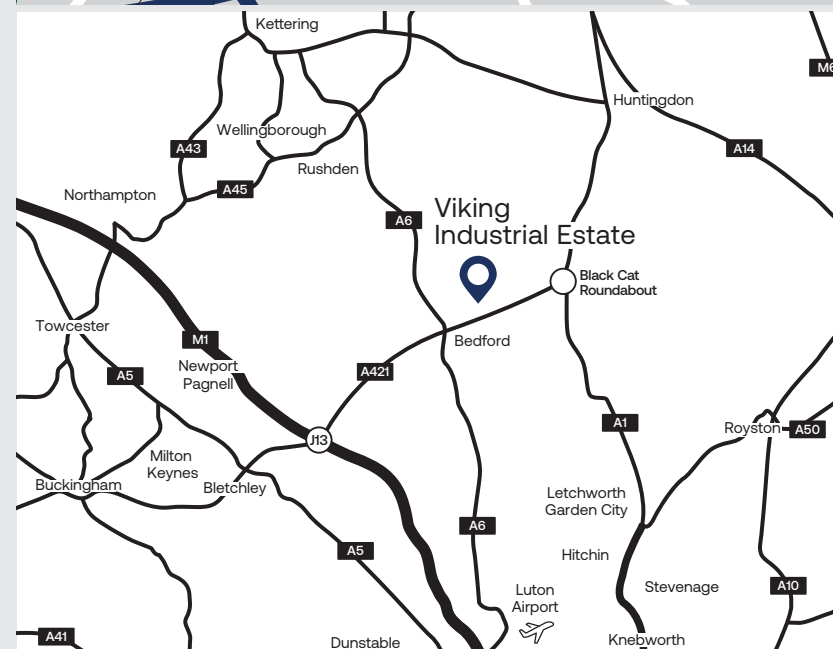 Kettering
M6
Huntingdon
Wellingborough
A43
A14
Rushden
Northampton
A45
A6
Viking
Industrial Estate
Black Cat
Roundabout
Towcester
M1
Bedford
Newport
Pagnell
A5
A421
A1
Royston
A50
J13
Milton
Keynes
Buckingham
Bletchley
Letchworth
Garden City
A6
A5
Hitchin
Stevenage
A10
Luton
Airport
A41
Dunstable
Knebworth